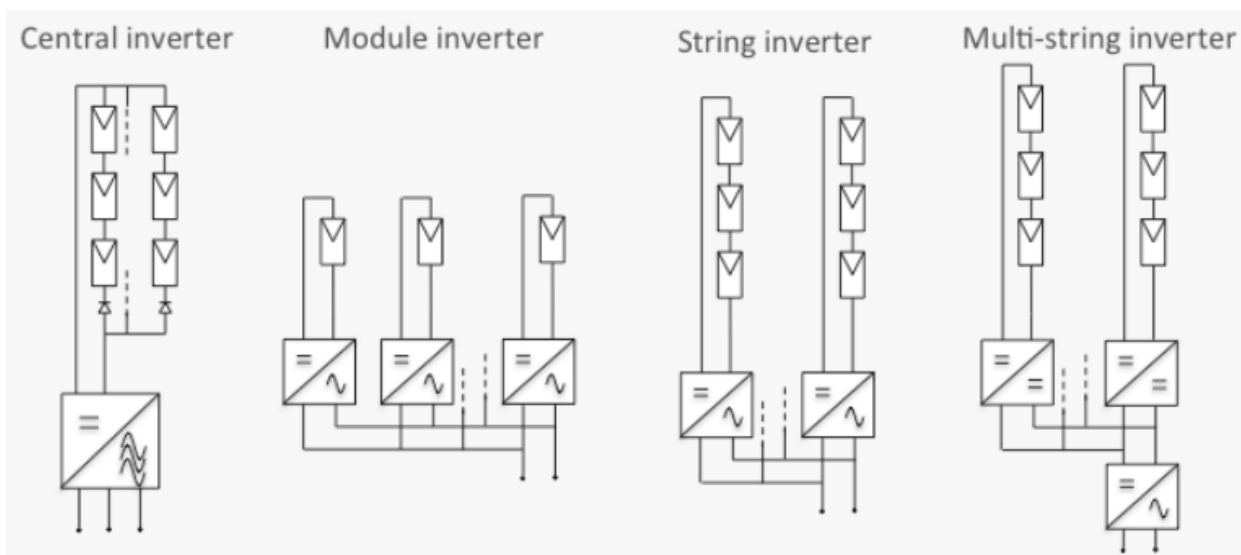 Central inverter
Module inverter
String inverter
Multi-string inverter